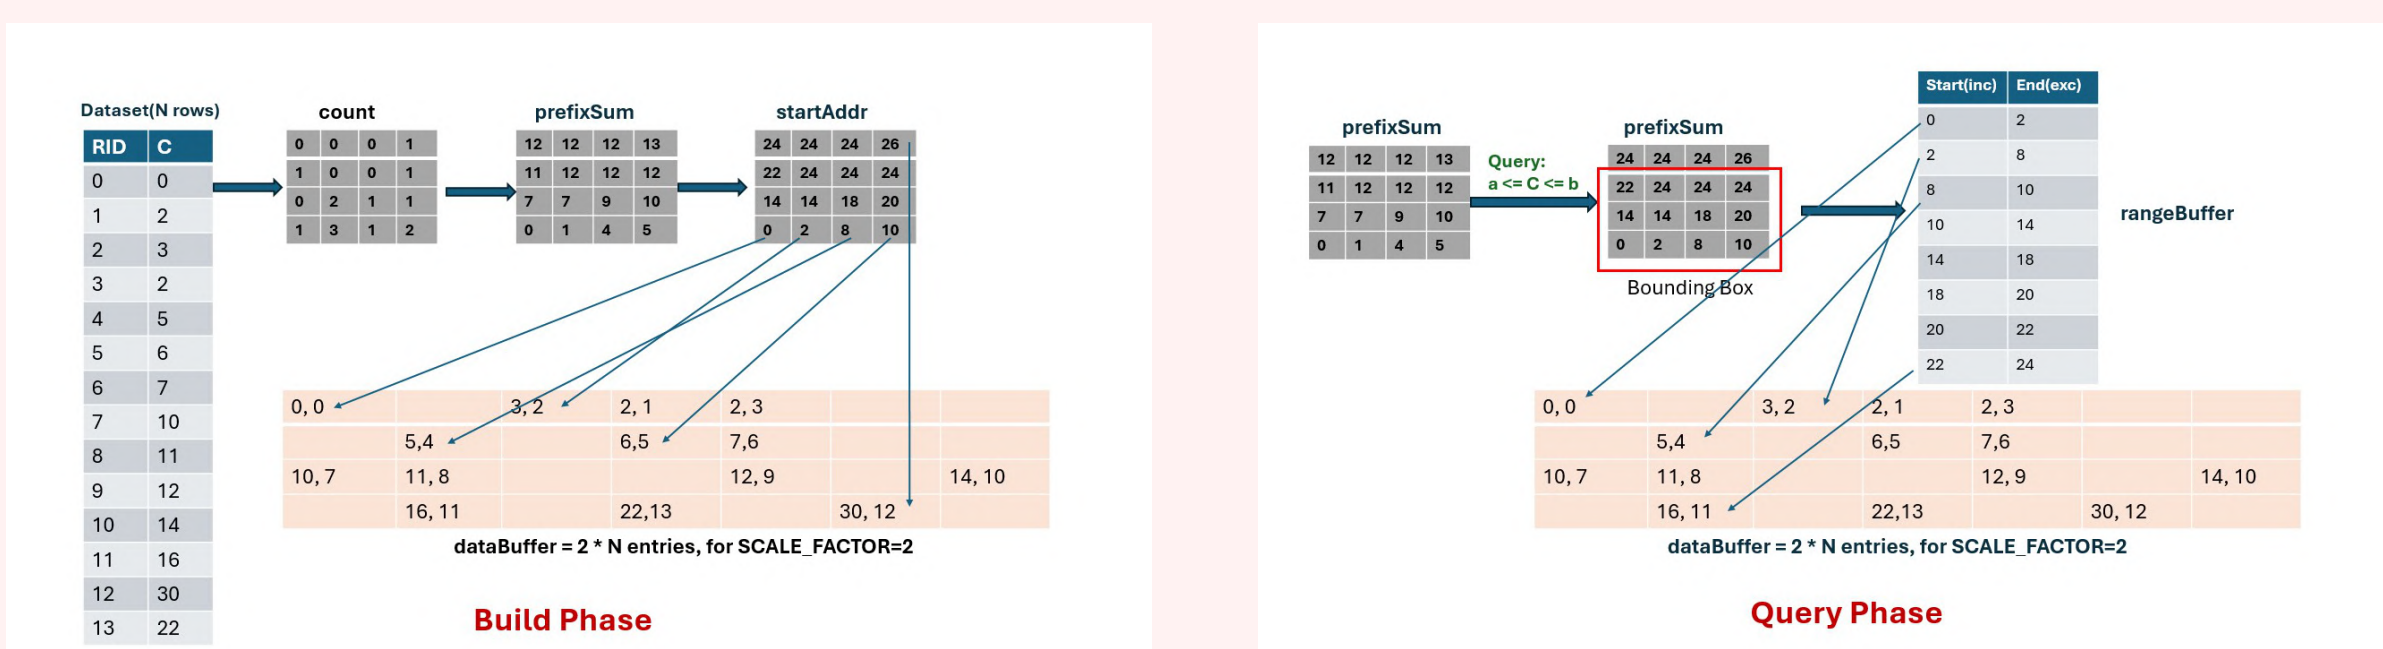 Dataset(N rows)
RID C
0 0
1 2
2 3
3 2
4 5
5 6
6 7
7 10
8 11
9 12
10 14
11 16
12 30
13 22
count
0 0 0 1
1 0 0 1
0 2 1 1
1 3 1 2
prefixSum
12 12 12 13
11 12 12 12
7 7 9 10
0 1 4 5
startAddr
24 24 24 26
22 24 24 24
14 14 18 20
0 2 8 10
0, 0 3, 2 2, 1 2, 3
5,4 6,5 7,6
10, 7 11, 8 12, 9 14, 10
16, 11 22,13 30, 12
dataBuffer = 2 * N entries, for SCALE_FACTOR=2
Build Phase
prefixSum
12 12 12 13
11 12 12 12
7 7 9 10
0 1 4 5
Query:
a <= C <= b
prefixSum
24 24 24 26
22 24 24 24
14 14 18 20
0 2 8 10
Bounding Box
Start(inc) End(exc)
0 2
2 8
8 10
10 14
14 18
18 20
20 22
22 24
rangeBuffer
0, 0 3, 2 2, 1 2, 3
5,4 6,5 7,6
10, 7 11, 8 12, 9 14, 10
16, 11 22,13 30, 12
dataBuffer = 2 * N entries, for SCALE_FACTOR=2
Query Phase